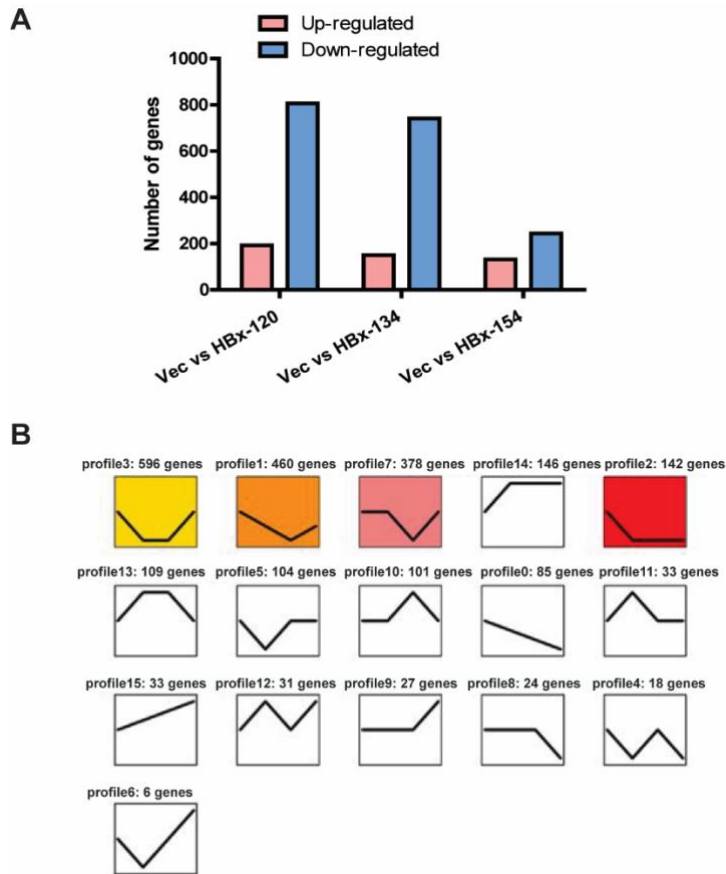 A
Up-regulated
Down-regulated
Number of genes
1000
800
600
400
200
0
Vec vs HBx-120
Vec vs HBx-134
Vec vs HBx-154
B
profile3: 596 genes profile1: 460 genes profile7: 378 genes profile14: 146 genes profile2: 142 genes
profile13: 109 genes profile5: 104 genes profile10: 101 genes profile0: 85 genes profile11: 33 genes
profile15: 33 genes profile12: 31 genes profile9: 27 genes profile8: 24 genes profile4: 18 genes
profile6: 6 genes